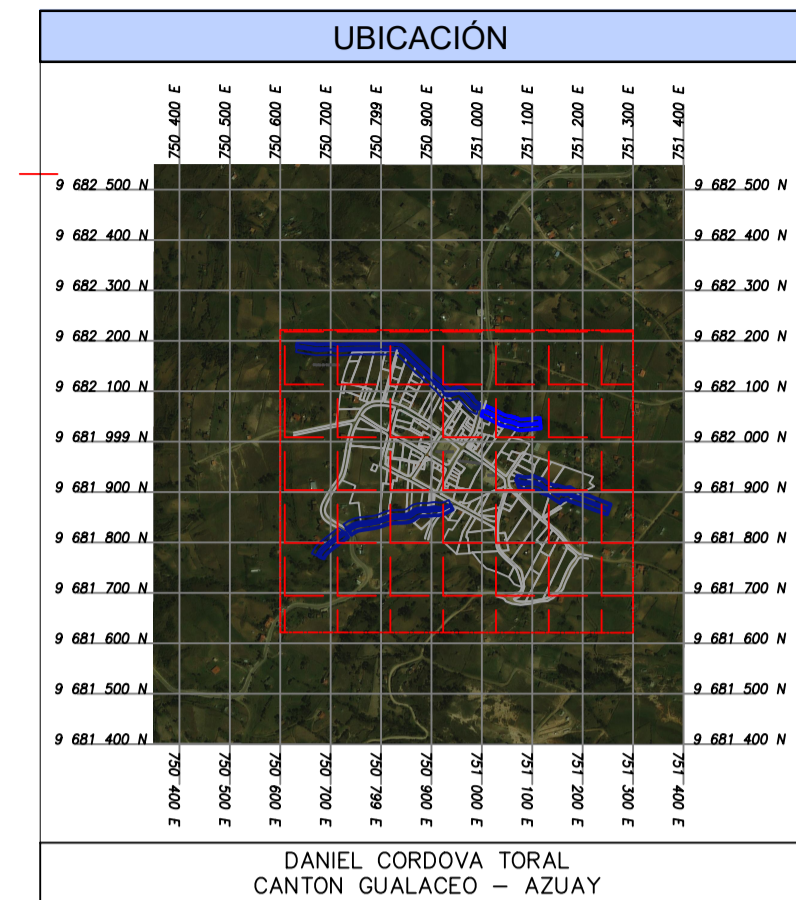 UBICACIÓN
750 400 E
750 500 E
750 600 E
750 700 E
750 799 E
750 900 E
751 000 E
751 100 E
751 200 E
751 300 E
751 400 E
9 682 500 N 9 682 500 N
9 682 400 N 9 682 400 N
9 682 300 N 9 682 300 N
9 682 200 N 9 682 200 N
9 682 100 N 9 682 100 N
9 681 999 N 9 682 000 N
9 681 900 N 9 681 900 N
9 681 800 N 9 681 800 N
9 681 700 N 9 681 700 N
9 681 600 N 9 681 600 N
9 681 500 N 9 681 500 N
9 681 400 N 9 681 400 N
750 400 E
750 500 E
750 600 E
750 700 E
750 799 E
750 900 E
751 000 E
751 100 E
751 200 E
751 300 E
751 400 E
DANIEL CORDOVA TORAL
CANTON GUALACEO – AZUAY